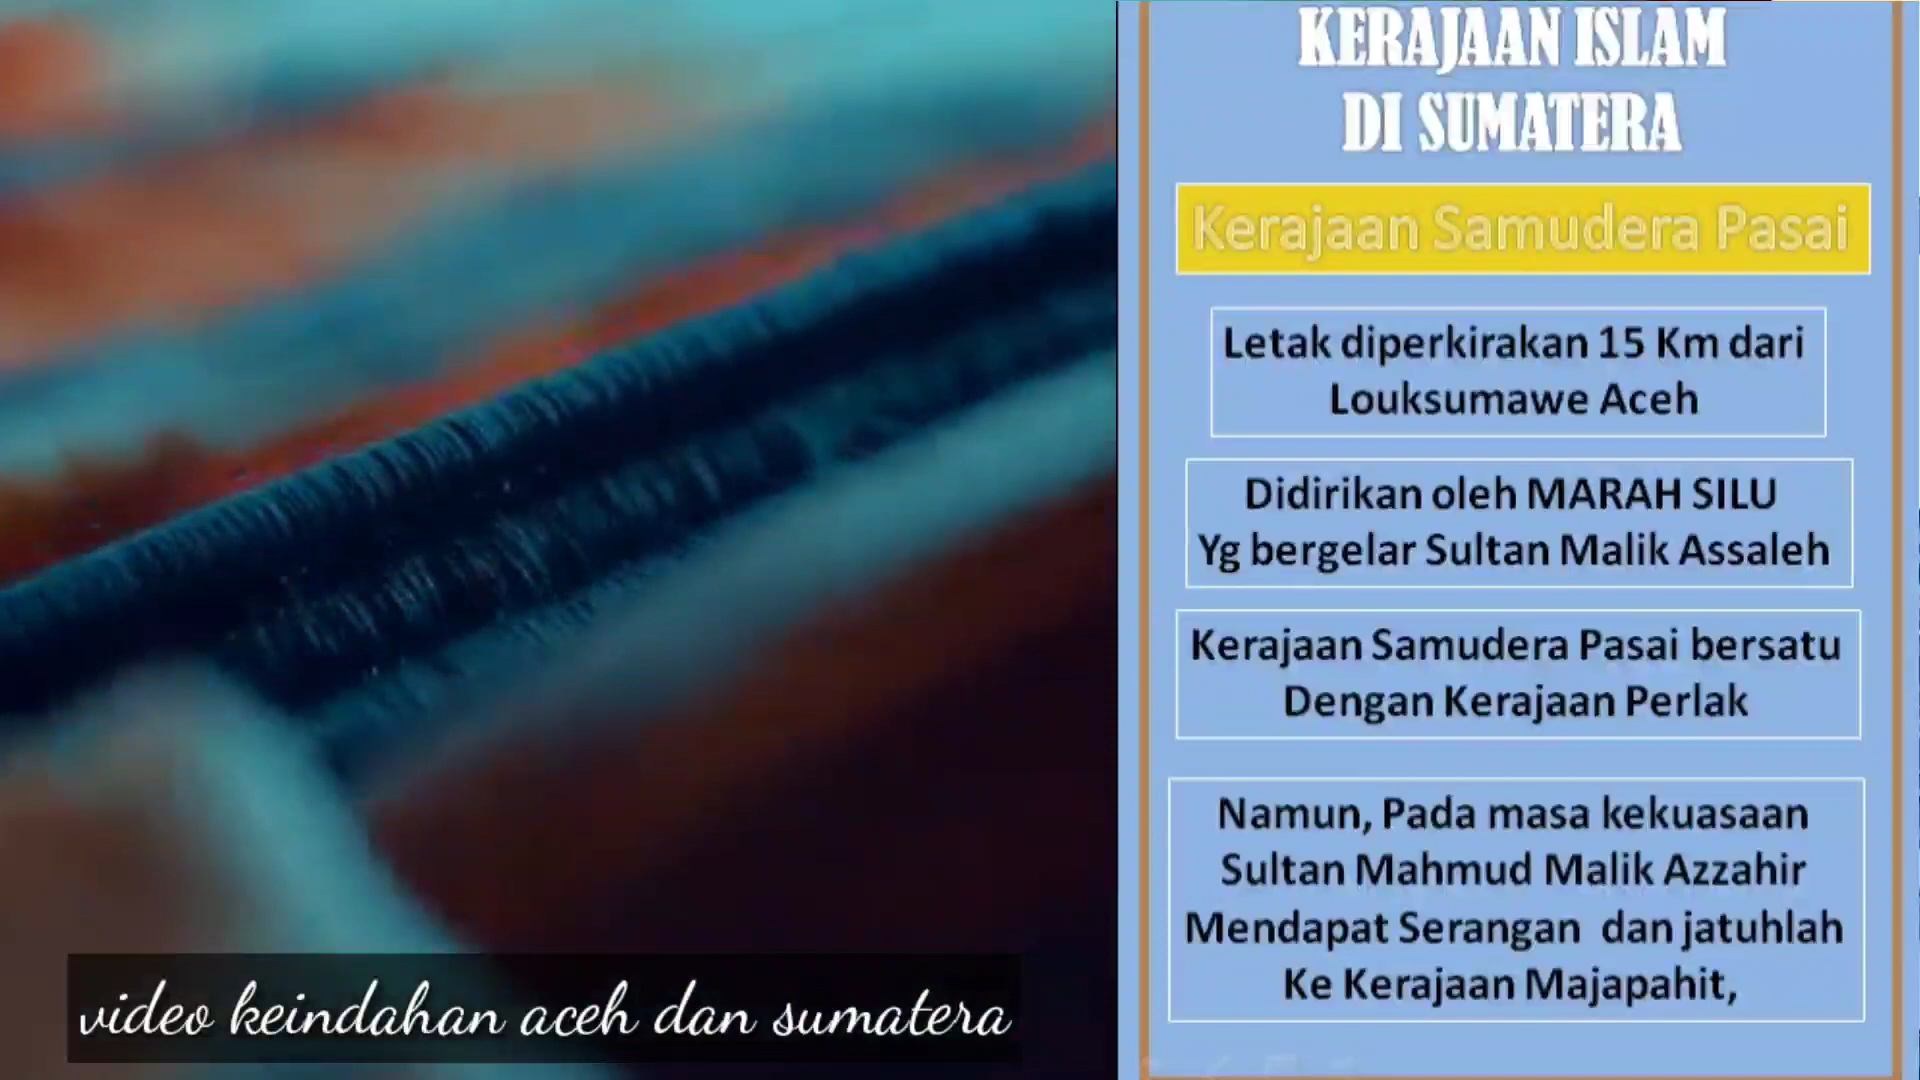 KERAJAAN ISLAM
DI SUMATERA
Kerajaan Samudera Pasai
Letak diperkirakan 15 Km dari
Louksumawe Aceh
Didirikan oleh MARAH SILU
Yg bergelar Sultan Malik Assaleh
Kerajaan Samudera Pasai bersatu
Dengan Kerajaan Perlak
Namun, Pada masa kekuasaan
Sultan Mahmud Malik Azzahir
Mendapat Serangan dan jatuhlah
Ke Kerajaan Majapahit,
video keindahan aceh dan sumatera